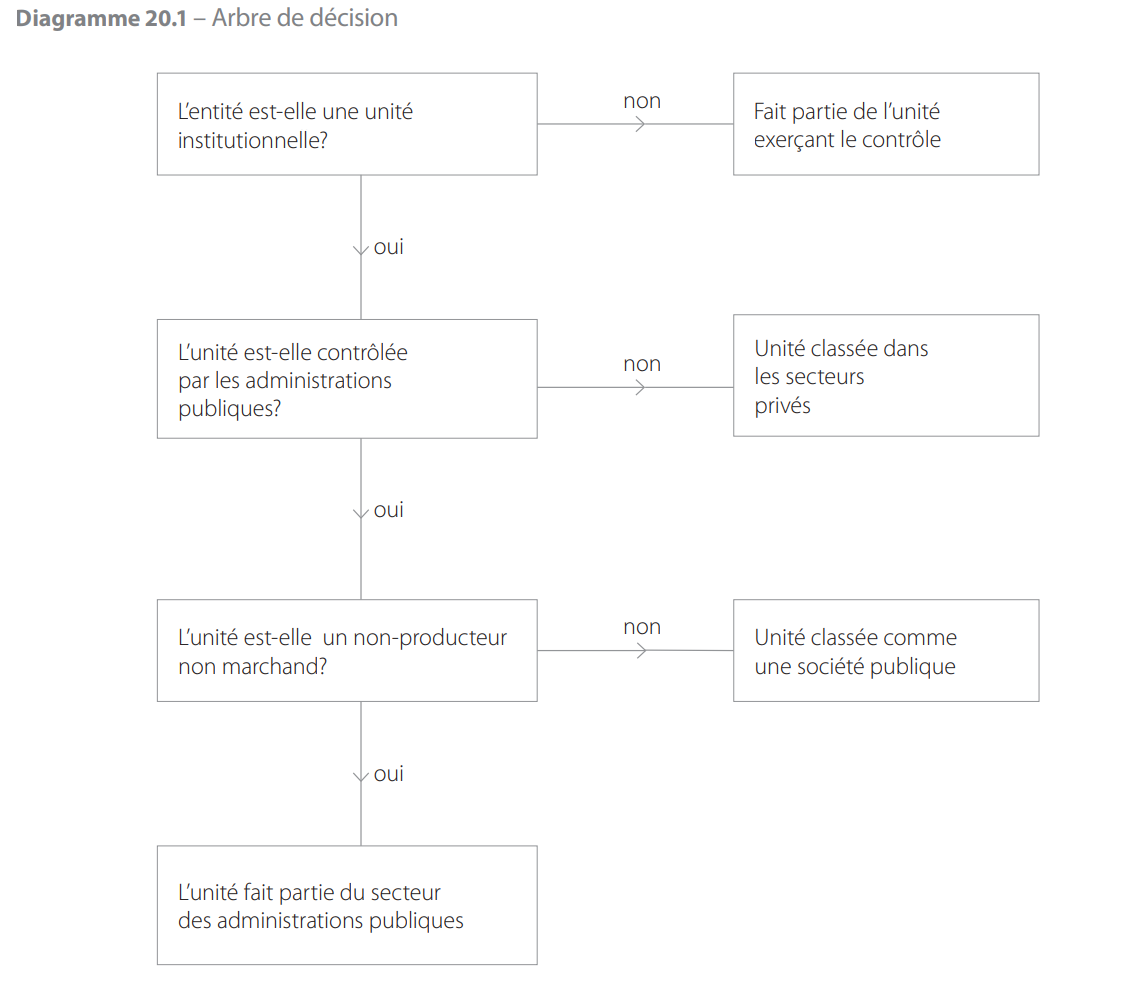 Diagramme 20.1 – Arbre de décision
L’entité est-elle une unité
institutionnelle?
non
Fait partie de l’unité
exerçant le contrôle
oui
L’unité est-elle contrôlée
par les administrations
publiques?
non
Unité classée dans
les secteurs
privés
oui
L’unité est-elle  un non-producteur
non marchand?
non
Unité classée comme
une société publique
oui
L’unité fait partie du secteur
des administrations publiques